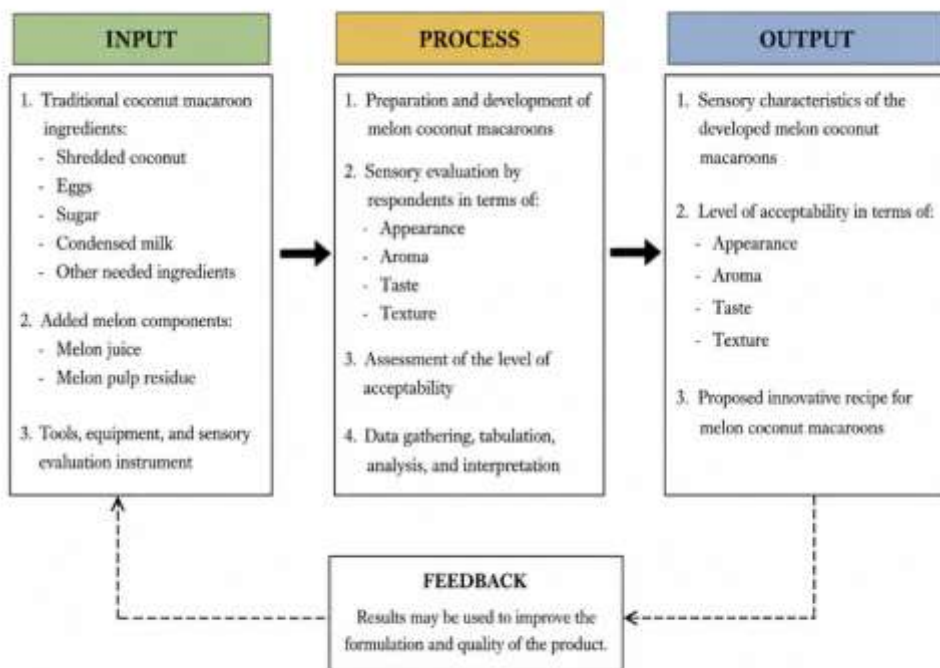 INPUT
1. Traditional coconut macaroon
ingredients:
- Shredded coconut
- Eggs
- Sugar
- Condensed milk
- Other needed ingredients
2. Added melon components:
- Melon juice
- Melon pulp residue
3. Tools, equipment, and sensory
evaluation instrument
PROCESS
1. Preparation and development of
melon coconut macaroons
2. Sensory evaluation by
respondents in terms of:
- Appearance
- Aroma
- Taste
- Texture
3. Assessment of the level of
acceptability
4. Data gathering, tabulation,
analysis, and interpretation
OUTPUT
1. Sensory characteristics of the
developed melon coconut
macaroons
2. Level of acceptability in terms of:
- Appearance
- Aroma
- Taste
- Texture
3. Proposed innovative recipe for
melon coconut macaroons
FEEDBACK
Results may be used to improve the
formulation and quality of the product.